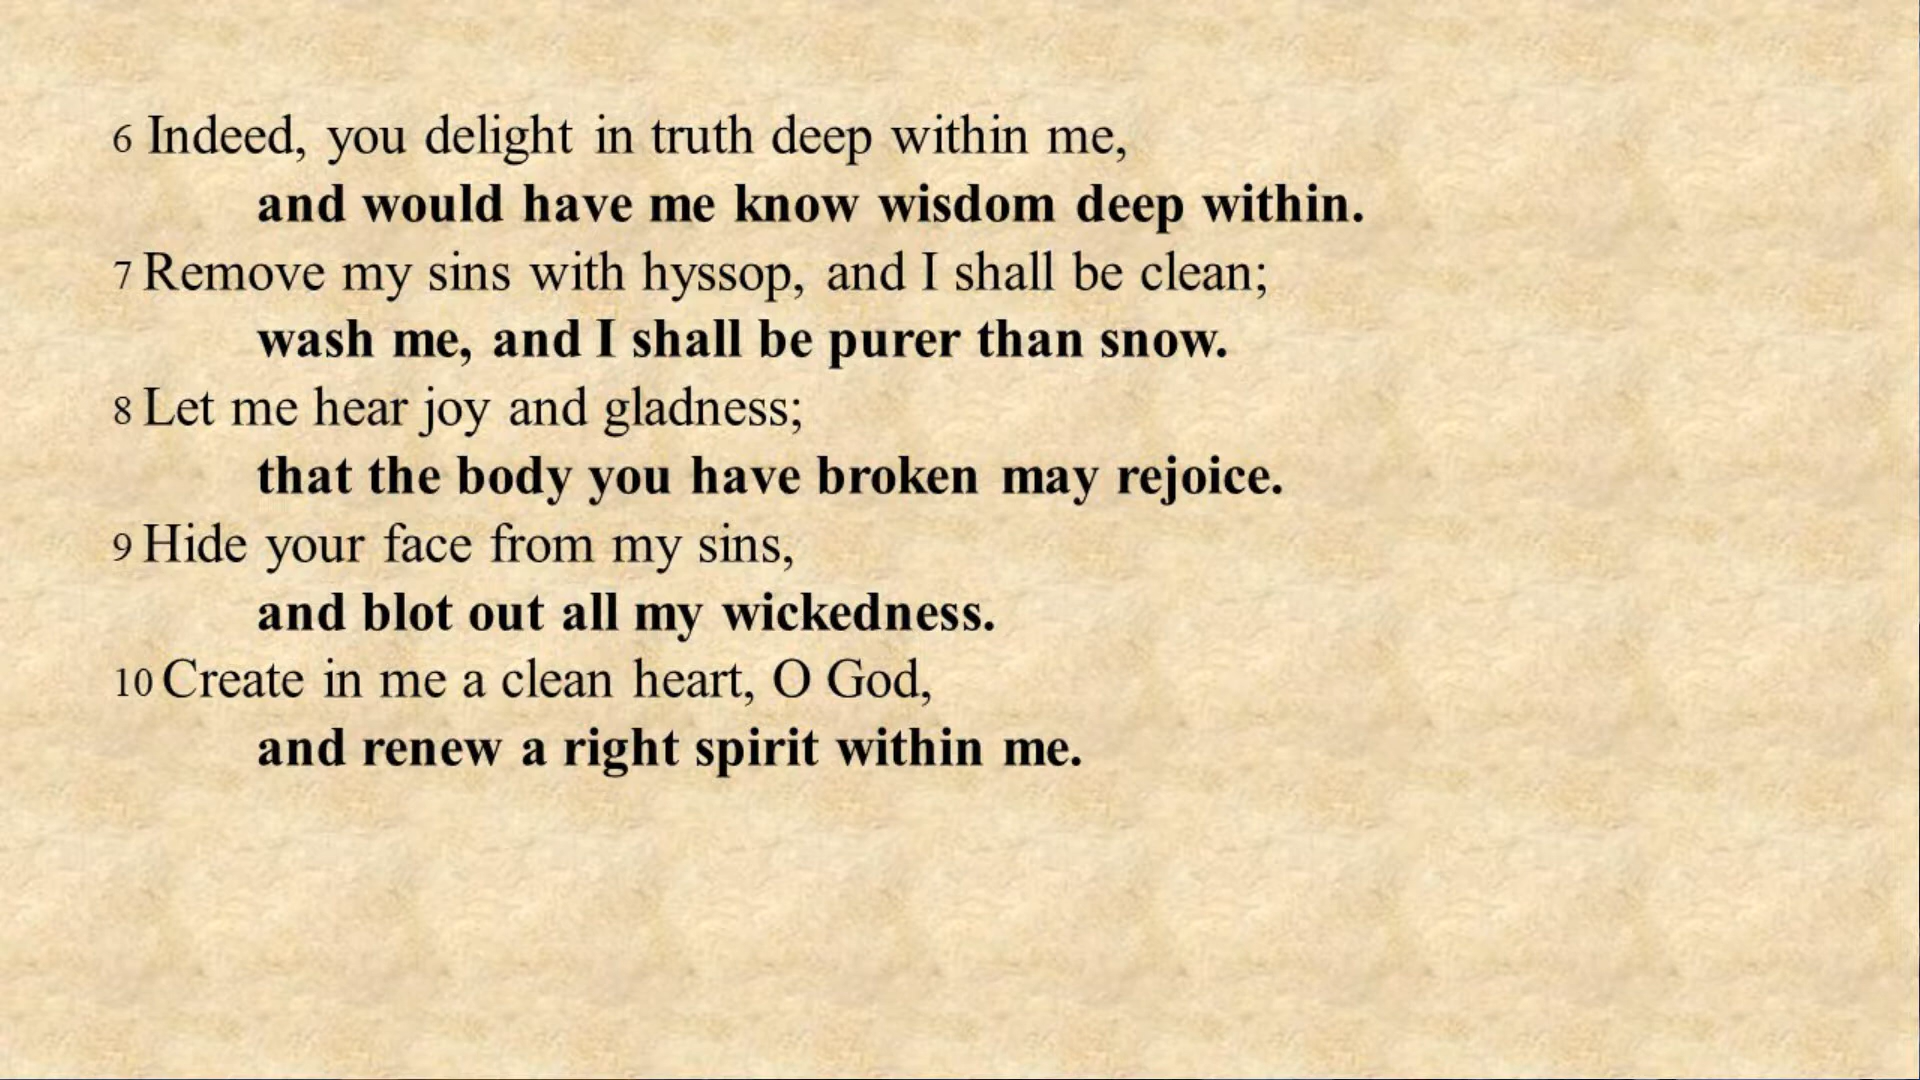 6 Indeed, you delight in truth deep within me,
and would have me know wisdom deep within.
7 Remove my sins with hyssop, and I shall be clean;
wash me, and I shall be purer than snow.
8 Let me hear joy and gladness;
that the body you have broken may rejoice.
9 Hide your face from my sins,
and blot out all my wickedness.
10 Create in me a clean heart, O God,
and renew a right spirit within me.